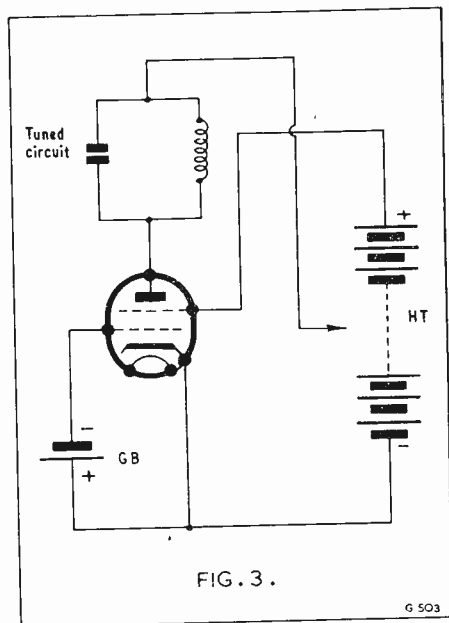 Tuned
circuit
+
HT
-
-
GB
+
FIG. 3.
G 503